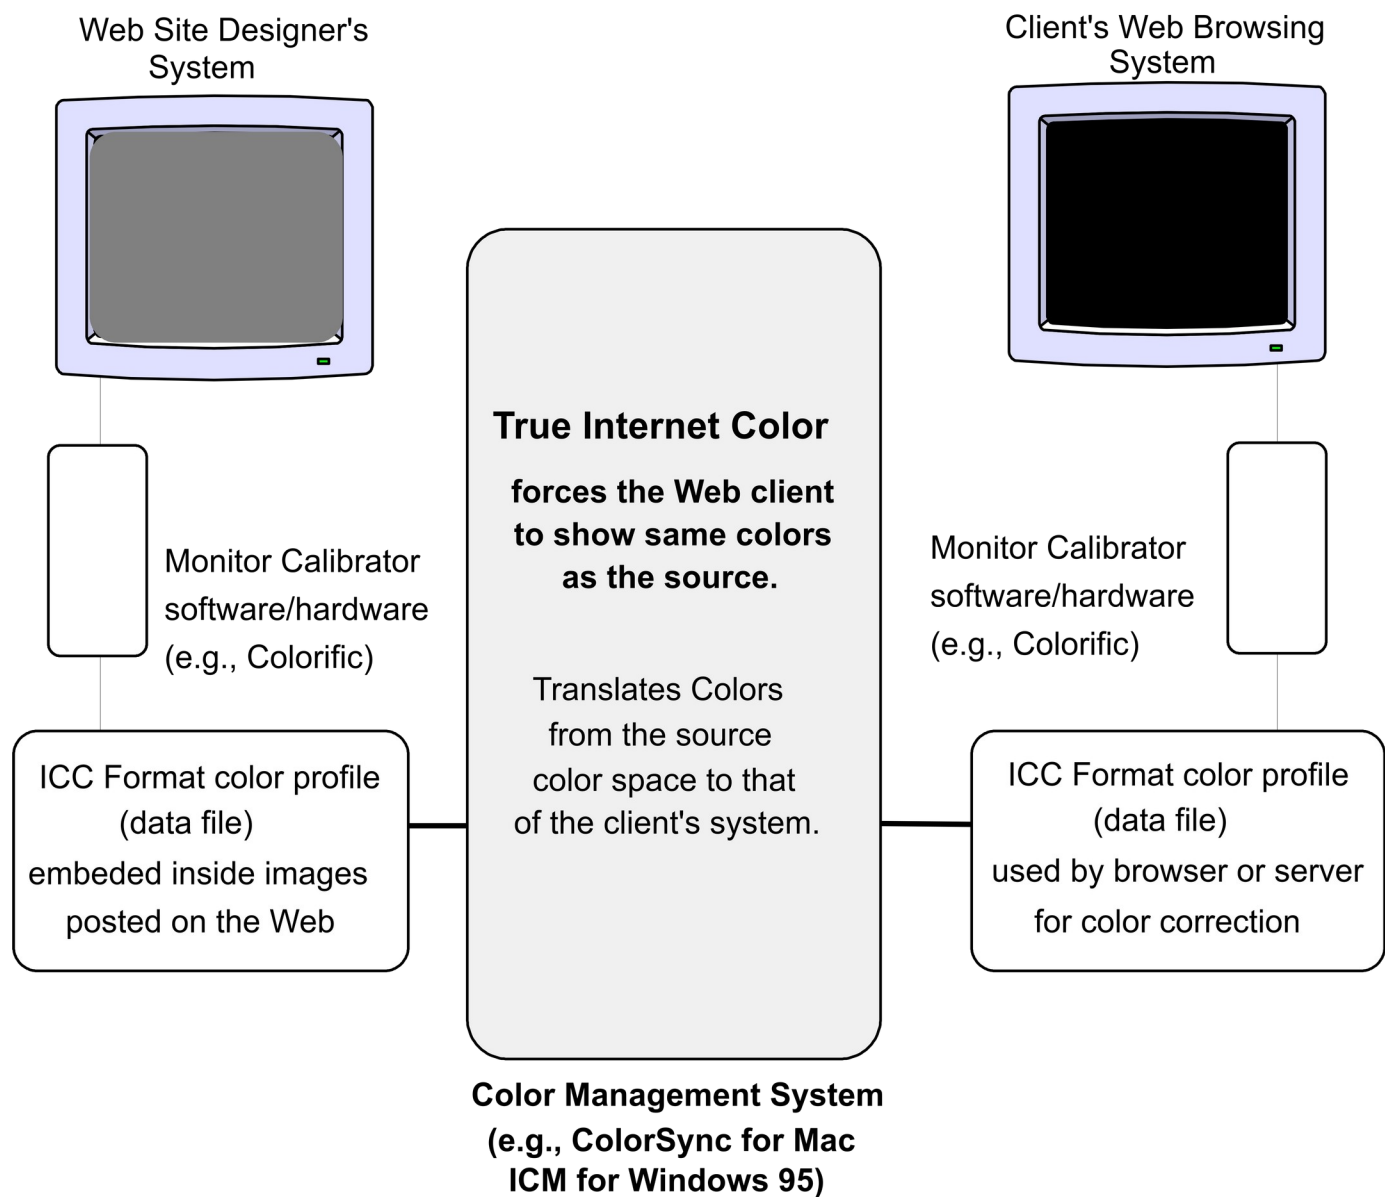 Web Site Designer's
System
Client's Web Browsing
System
True Internet Color
forces the Web client
to show same colors
as the source.
Translates Colors
from the source
color space to that
of the client's system.
Monitor Calibrator
software/hardware
(e.g., Colorific)
Monitor Calibrator
software/hardware
(e.g., Colorific)
ICC Format color profile
(data file)
embeded inside images
posted on the Web
ICC Format color profile
(data file)
used by browser or server
for color correction
Color Management System
(e.g., ColorSync for Mac
ICM for Windows 95)